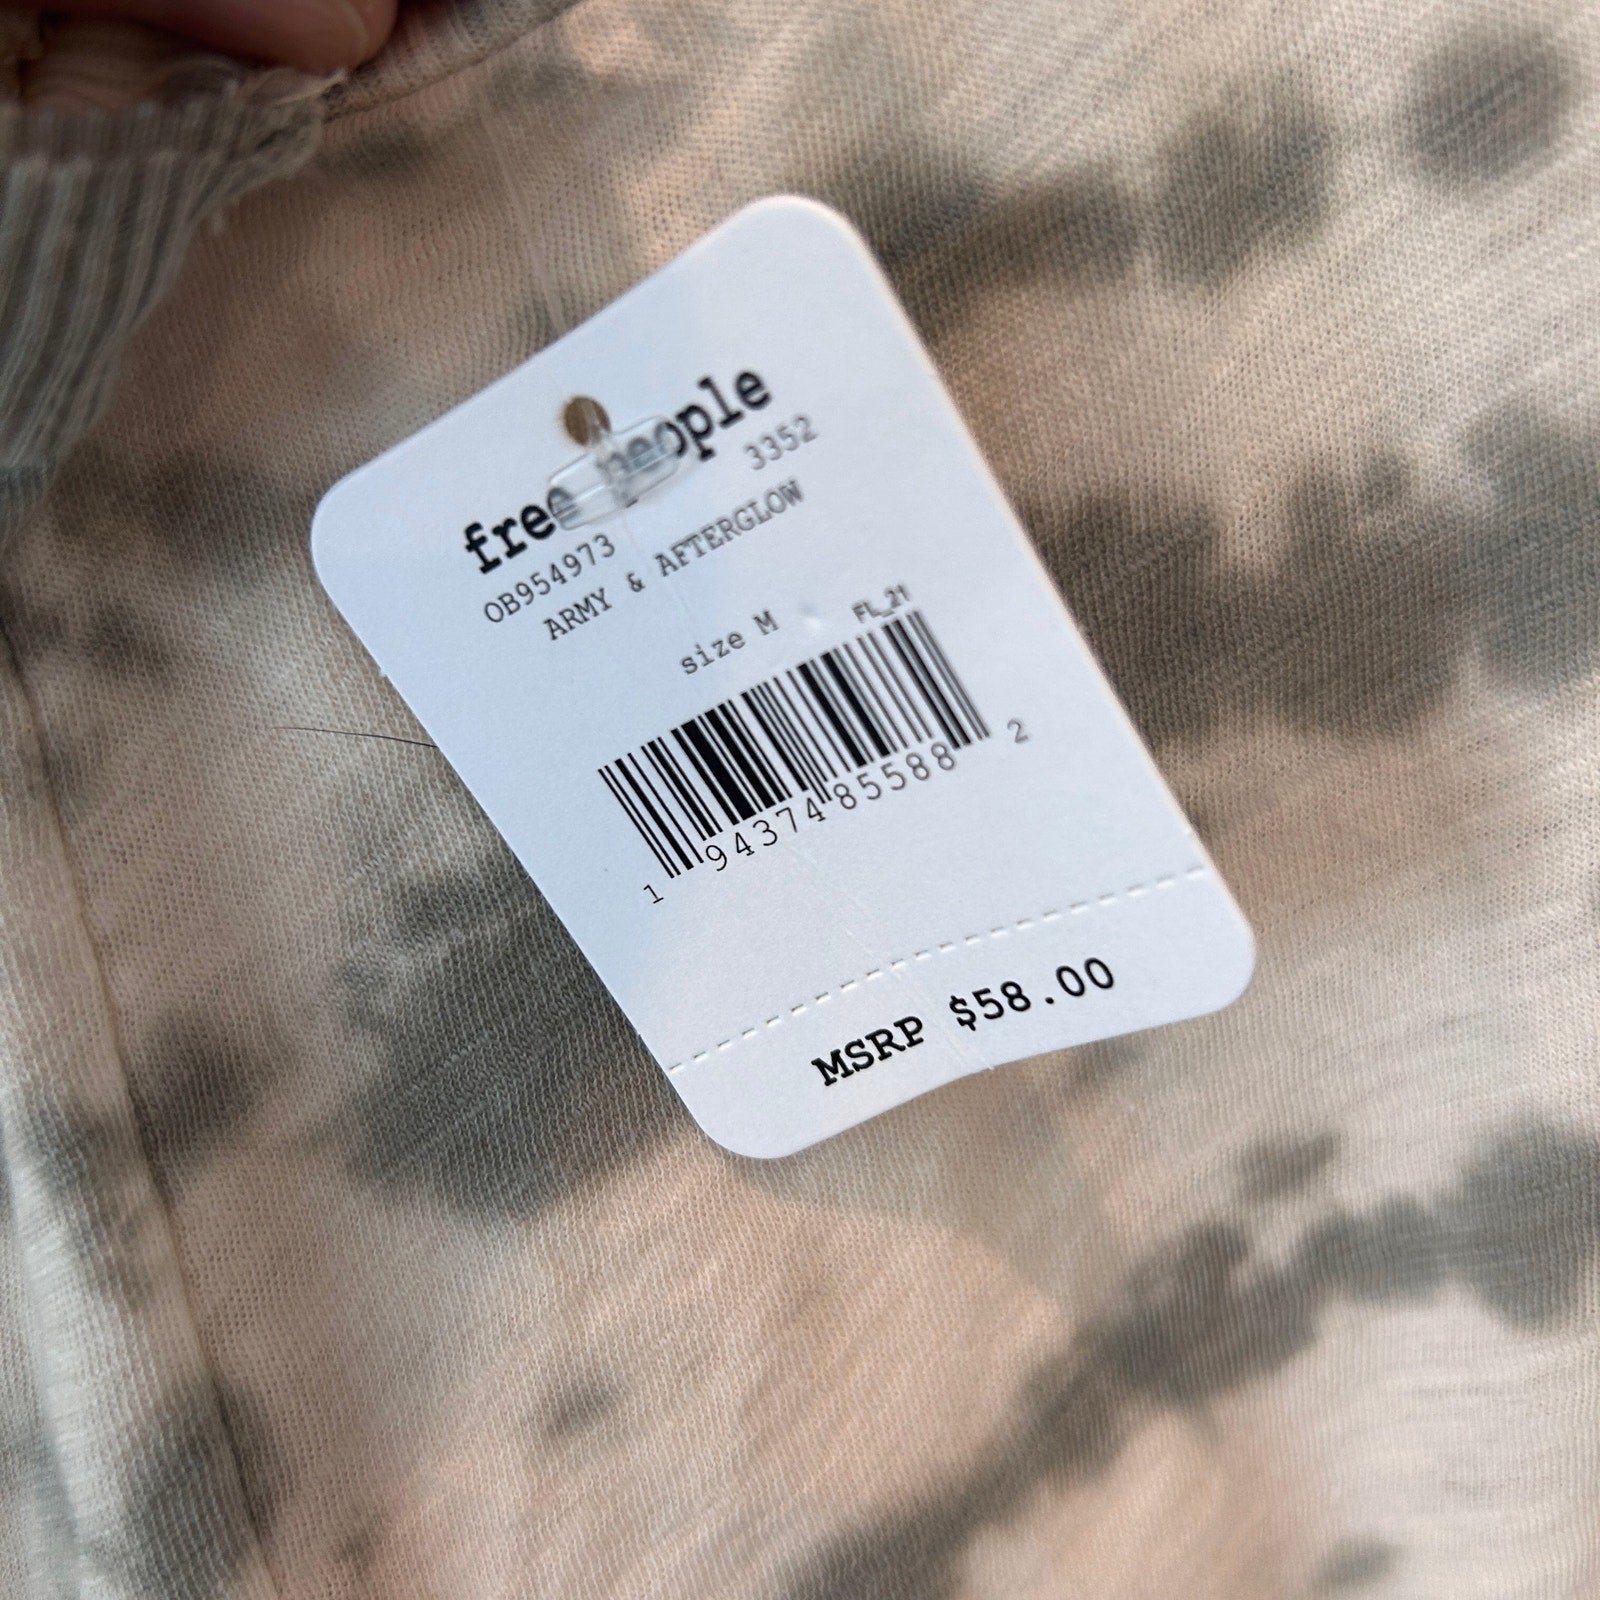 free people
OB954973 3352
ARMY & AFTERGLOW
size M FL_21
1 94374 85588 2
MSRP $58.00